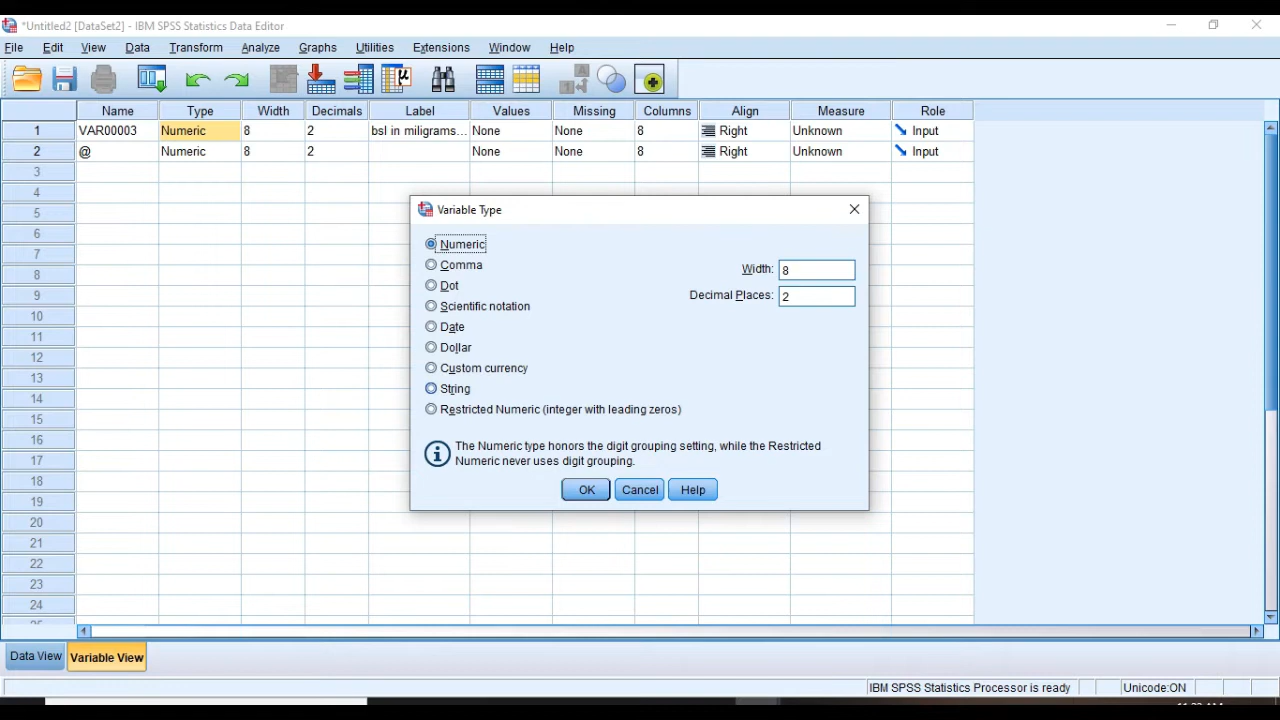 *Untitled2 [DataSet2] - IBM SPSS Statistics Data Editor
File Edit View Data Transform Analyze Graphs Utilities Extensions Window Help
Name Type Width Decimals Label Values Missing Columns Align Measure Role
1 VAR00003 Numeric 8 2 bsl in miligrams... None None 8 Right Unknown Input
2 @ Numeric 8 2 None None 8 Right Unknown Input
3
4
5
6
7
8
9
10
11
12
13
14
15
16
17
18
19
20
21
22
23
24
Variable Type
Numeric
Comma
Dot
Scientific notation
Date
Dollar
Custom currency
String
Restricted Numeric (integer with leading zeros)
Width: 8
Decimal Places: 2
The Numeric type honors the digit grouping setting, while the Restricted
Numeric never uses digit grouping.
OK Cancel Help
Data View Variable View
IBM SPSS Statistics Processor is ready Unicode:ON